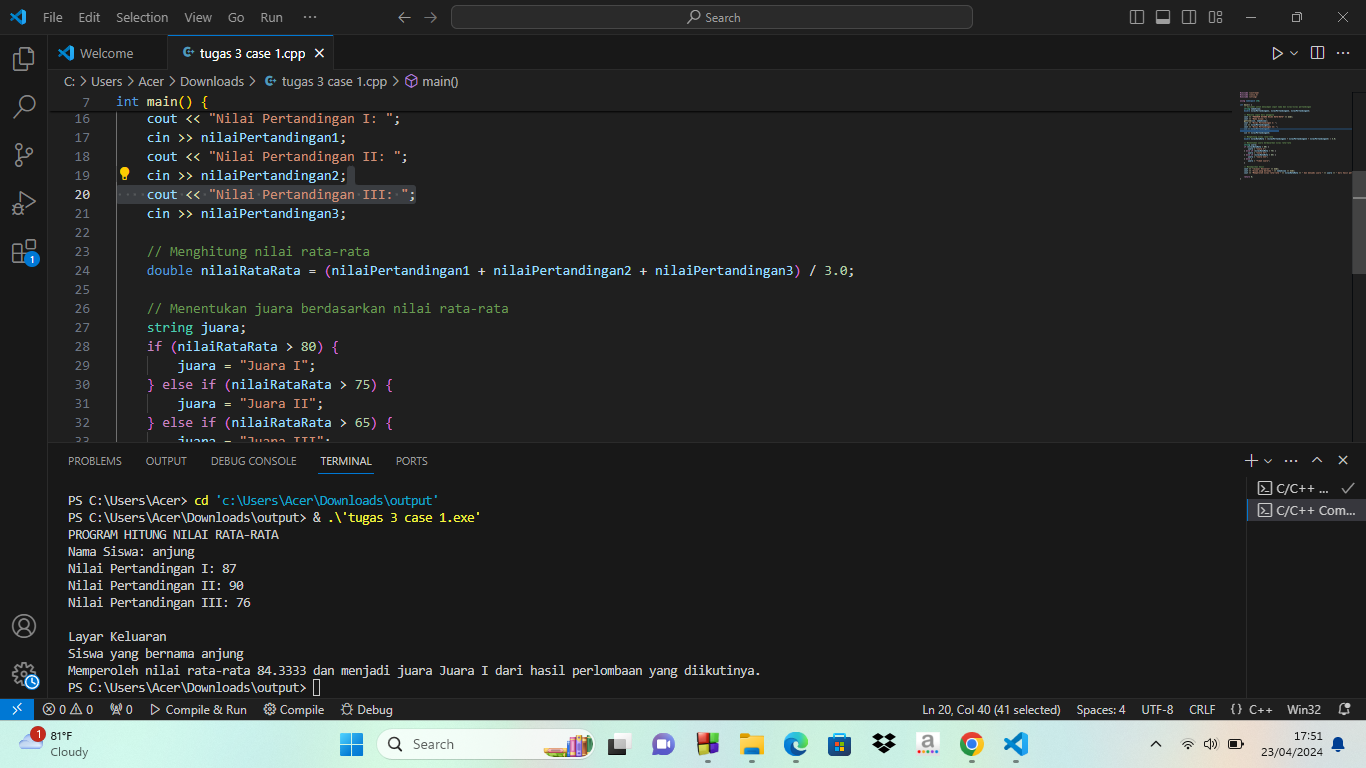 File Edit Selection View Go Run ··· Search
Welcome tugas 3 case 1.cpp
C: > Users > Acer > Downloads > tugas 3 case 1.cpp > main()
7 int main() {
16 cout << "Nilai Pertandingan I: ";
17 cin >> nilaiPertandingan1;
18 cout << "Nilai Pertandingan II: ";
19 cin >> nilaiPertandingan2;
20 cout << "Nilai Pertandingan III: ";
21 cin >> nilaiPertandingan3;
22
23 // Menghitung nilai rata-rata
24 double nilaiRataRata = (nilaiPertandingan1 + nilaiPertandingan2 + nilaiPertandingan3) / 3.0;
25
26 // Menentukan juara berdasarkan nilai rata-rata
27 string juara;
28 if (nilaiRataRata > 80) {
29 juara = "Juara I";
30 } else if (nilaiRataRata > 75) {
31 juara = "Juara II";
32 } else if (nilaiRataRata > 65) {
33 juara = "Juara III";
1
PROBLEMS OUTPUT DEBUG CONSOLE TERMINAL PORTS
PS C:\Users\Acer> cd 'c:\Users\Acer\Downloads\output'
PS C:\Users\Acer\Downloads\output> & .\'tugas 3 case 1.exe'
PROGRAM HITUNG NILAI RATA-RATA
Nama Siswa: anjung
Nilai Pertandingan I: 87
Nilai Pertandingan II: 90
Nilai Pertandingan III: 76
Layar Keluaran
Siswa yang bernama anjung
Memperoleh nilai rata-rata 84.3333 dan menjadi juara Juara I dari hasil perlombaan yang diikutinya.
PS C:\Users\Acer\Downloads\output>
C/C++ ...
C/C++ Com...
0 0 0 Compile & Run Compile Debug Ln 20, Col 40 (41 selected) Spaces: 4 UTF-8 CRLF {} C++ Win32
1 81°F
Cloudy
Search
a
17:51
23/04/2024